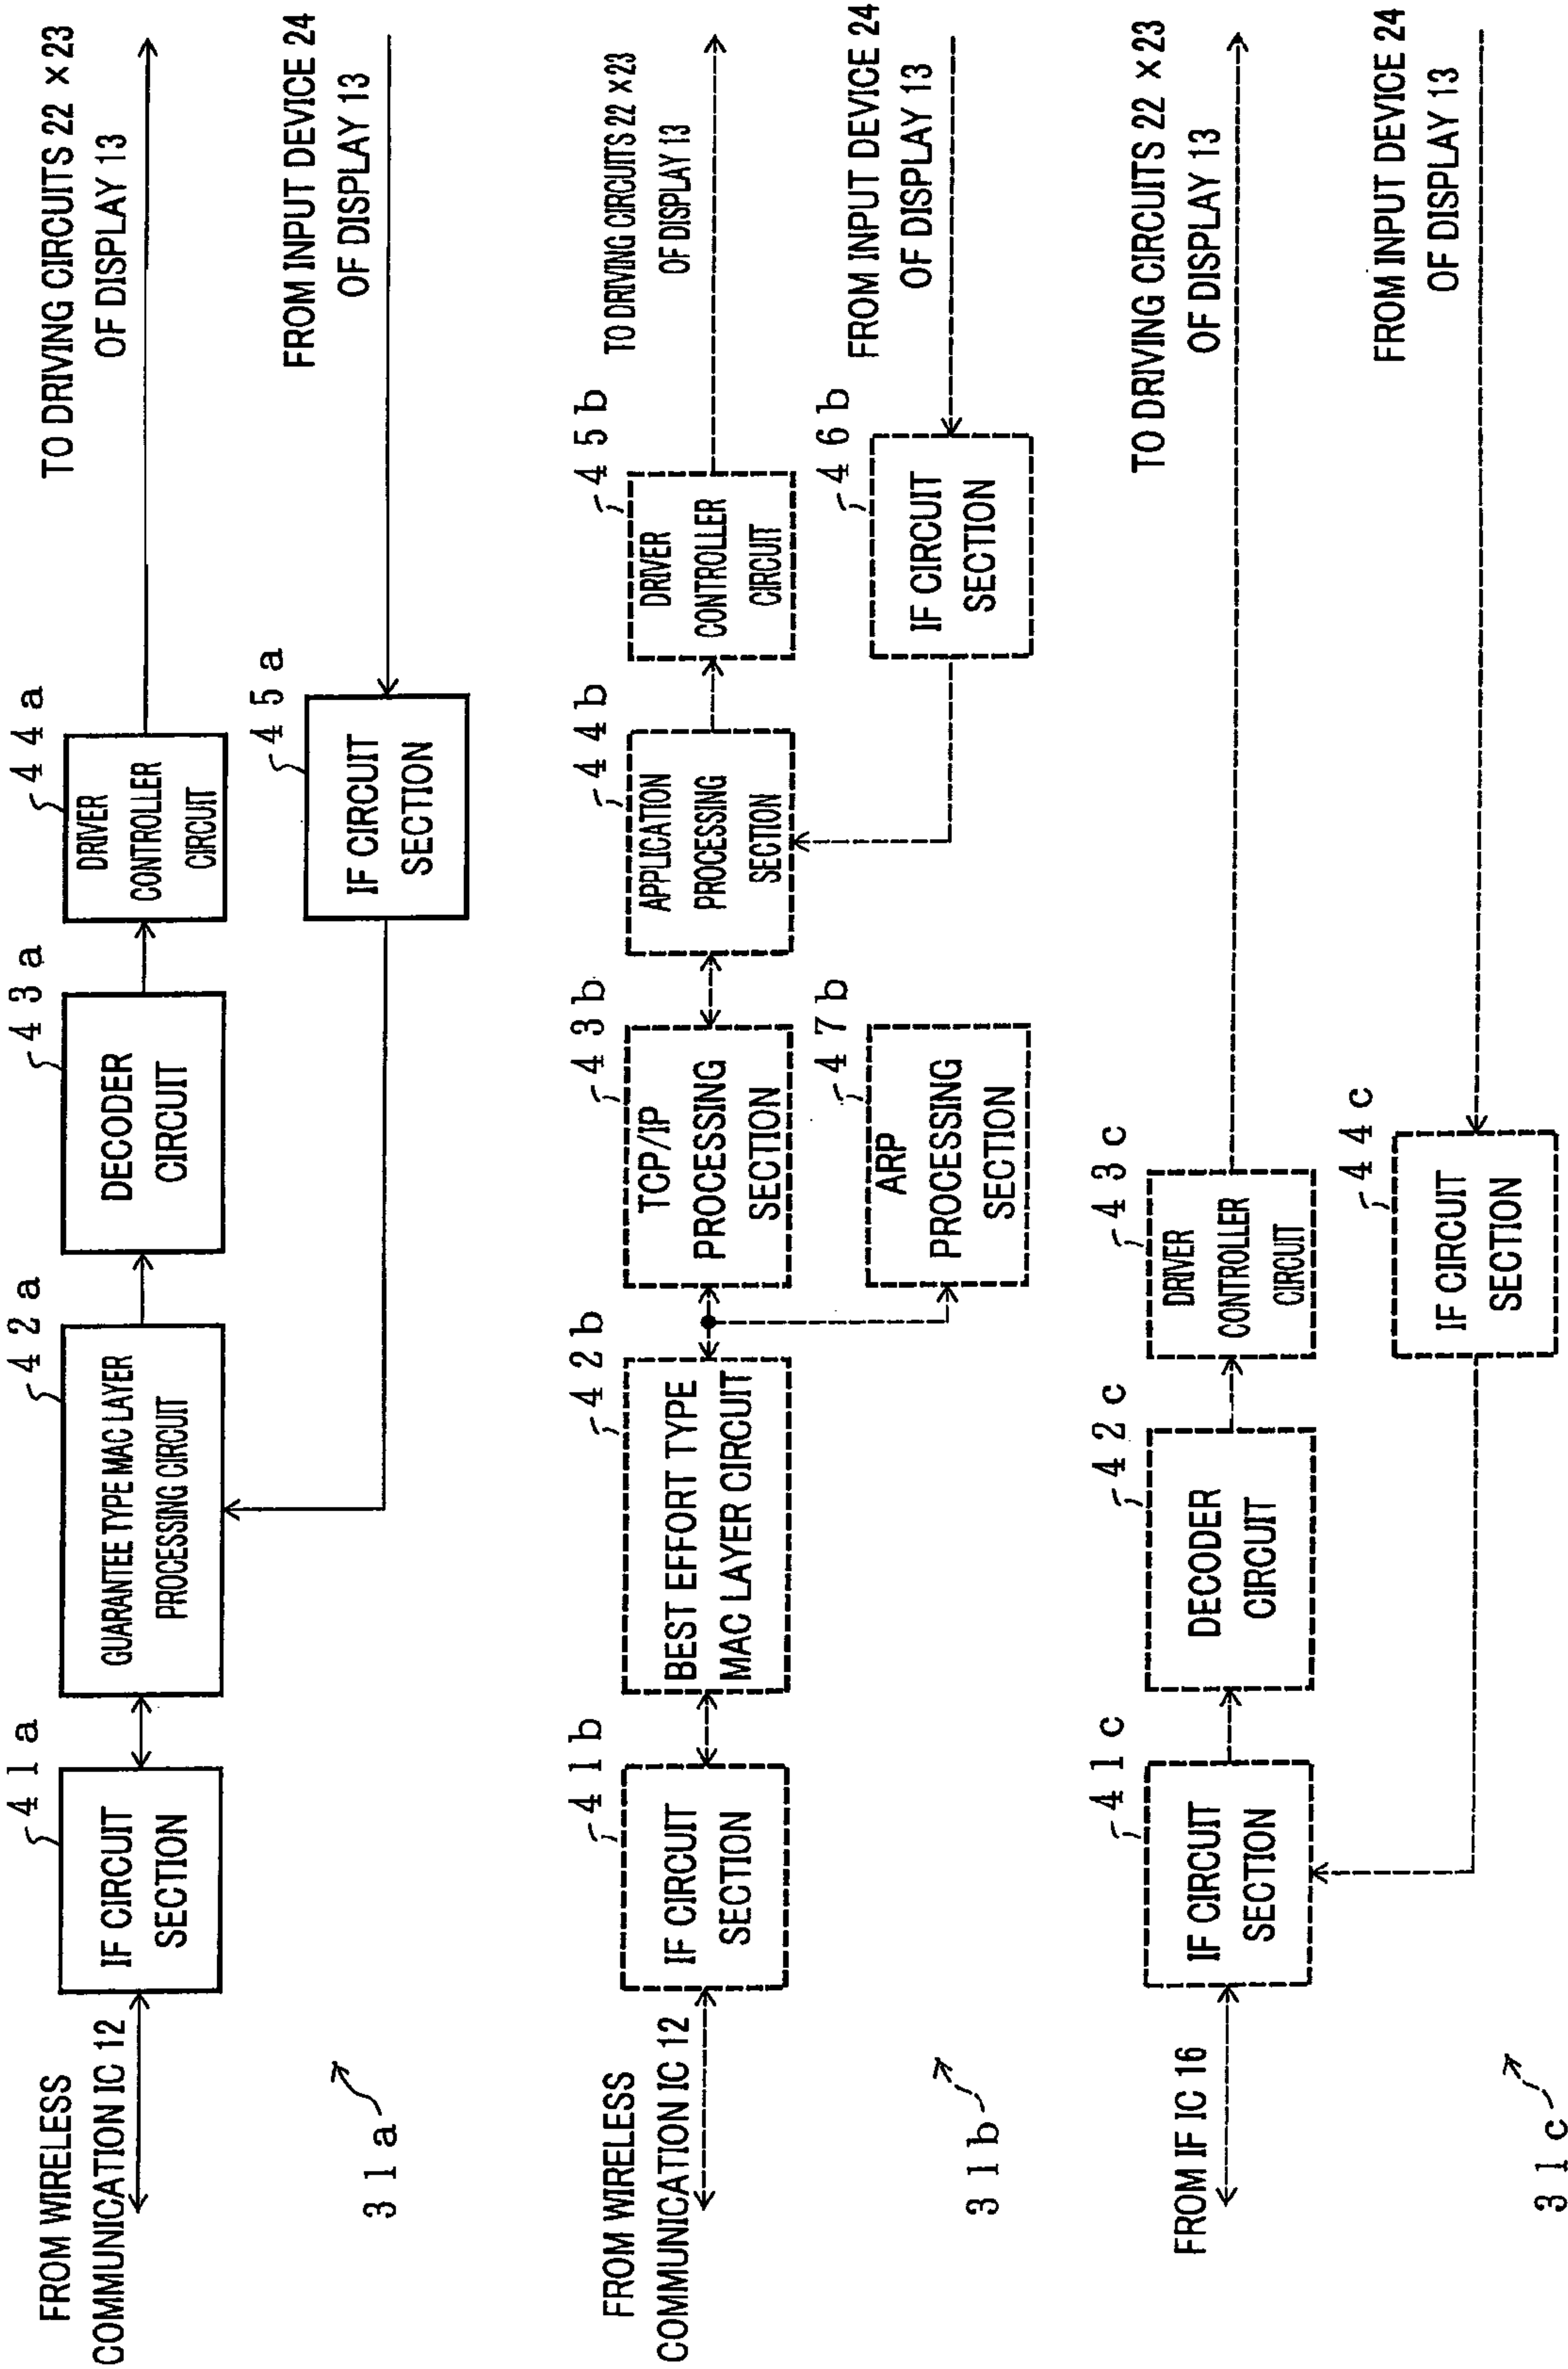 TO DRIVING CIRCUITS 22 ×23
OF DISPLAY 13
44a
DRIVER
CONTROLLER
CIRCUIT
43a
DECODER
CIRCUIT
42a
GUARANTEE TYPE MAC LAYER
PROCESSING CIRCUIT
41a
IF CIRCUIT
SECTION
FROM WIRELESS
COMMUNICATION IC 12
FROM INPUT DEVICE 24
OF DISPLAY 13
45a
IF CIRCUIT
SECTION
31a
TO DRIVING CIRCUITS 22 ×23
OF DISPLAY 13
45b
DRIVER
CONTROLLER
CIRCUIT
44b
APPLICATION
PROCESSING
SECTION
43b
TCP/IP
PROCESSING
SECTION
42b
BEST EFFORT TYPE
MAC LAYER CIRCUIT
41b
IF CIRCUIT
SECTION
FROM WIRELESS
COMMUNICATION IC 12
FROM INPUT DEVICE 24
OF DISPLAY 13
46b
IF CIRCUIT
SECTION
47b
ARP
PROCESSING
SECTION
31b
TO DRIVING CIRCUITS 22 ×23
OF DISPLAY 13
43c
DRIVER
CONTROLLER
CIRCUIT
42c
DECODER
CIRCUIT
41c
IF CIRCUIT
SECTION
FROM IF IC 16
FROM INPUT DEVICE 24
OF DISPLAY 13
44c
IF CIRCUIT
SECTION
31c